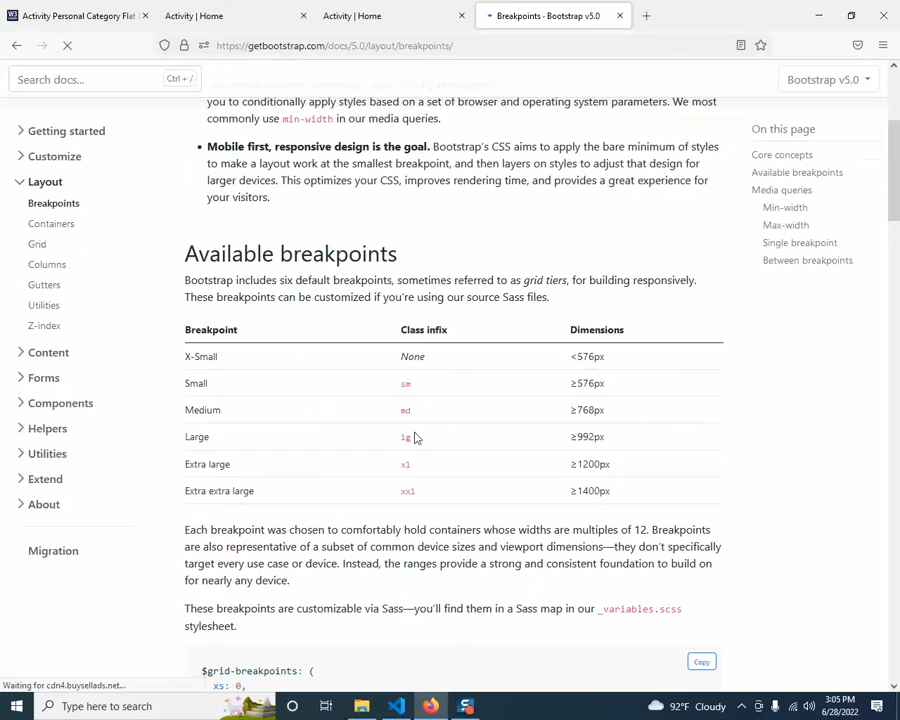 Activity Personal Category Flat
Activity | Home
Activity | Home
Breakpoints - Bootstrap v5.0
https://getbootstrap.com/docs/5.0/layout/breakpoints/
Search docs...
Ctrl + /
Bootstrap v5.0
Getting started
Customize
Layout
Breakpoints
Containers
Grid
Columns
Gutters
Utilities
Z-index
Content
Forms
Components
Helpers
Utilities
Extend
About
Migration
you to conditionally apply styles based on a set of browser and operating system parameters. We most
commonly use min-width in our media queries.
• Mobile first, responsive design is the goal. Bootstrap's CSS aims to apply the bare minimum of styles
to make a layout work at the smallest breakpoint, and then layers on styles to adjust that design for
larger devices. This optimizes your CSS, improves rendering time, and provides a great experience for
your visitors.
Available breakpoints
Bootstrap includes six default breakpoints, sometimes referred to as grid tiers, for building responsively.
These breakpoints can be customized if you're using our source Sass files.
Breakpoint Class infix Dimensions
X-Small None <576px
Small sm ≥576px
Medium md ≥768px
Large lg ≥992px
Extra large xl ≥1200px
Extra extra large xxl ≥1400px
Each breakpoint was chosen to comfortably hold containers whose widths are multiples of 12. Breakpoints
are also representative of a subset of common device sizes and viewport dimensions—they don't specifically
target every use case or device. Instead, the ranges provide a strong and consistent foundation to build on
for nearly any device.
These breakpoints are customizable via Sass—you'll find them in a Sass map in our _variables.scss
stylesheet.
Copy
$grid-breakpoints: (
xs: 0,
On this page
Core concepts
Available breakpoints
Media queries
Min-width
Max-width
Single breakpoint
Between breakpoints
Waiting for cdn4.buysellads.net...
Type here to search
92°F Cloudy
3:05 PM
6/28/2022